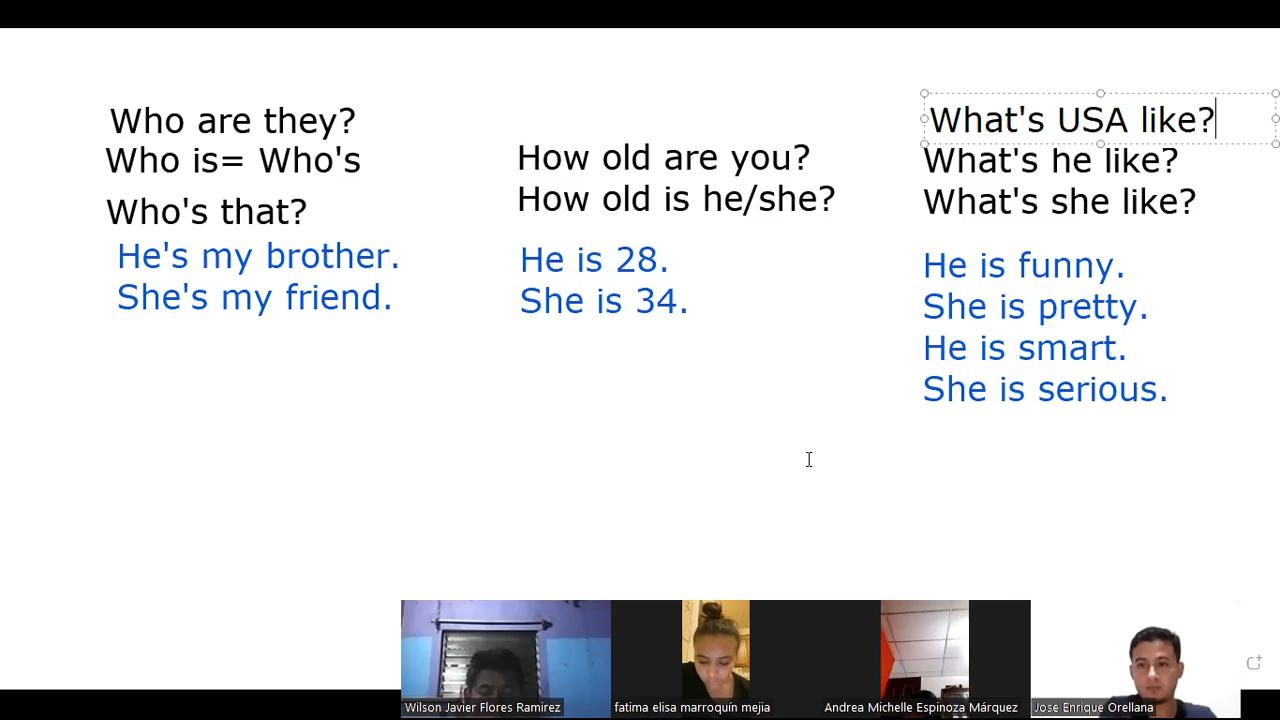 Who are they?
Who is= Who's
Who's that?
He's my brother.
She's my friend.
How old are you?
How old is he/she?
He is 28.
She is 34.
What's USA like?
What's he like?
What's she like?
He is funny.
She is pretty.
He is smart.
She is serious.
Wilson Javier Flores Ramirez
fatima elisa marroquín mejia
Andrea Michelle Espinoza Márquez
Jose Enrique Orellana